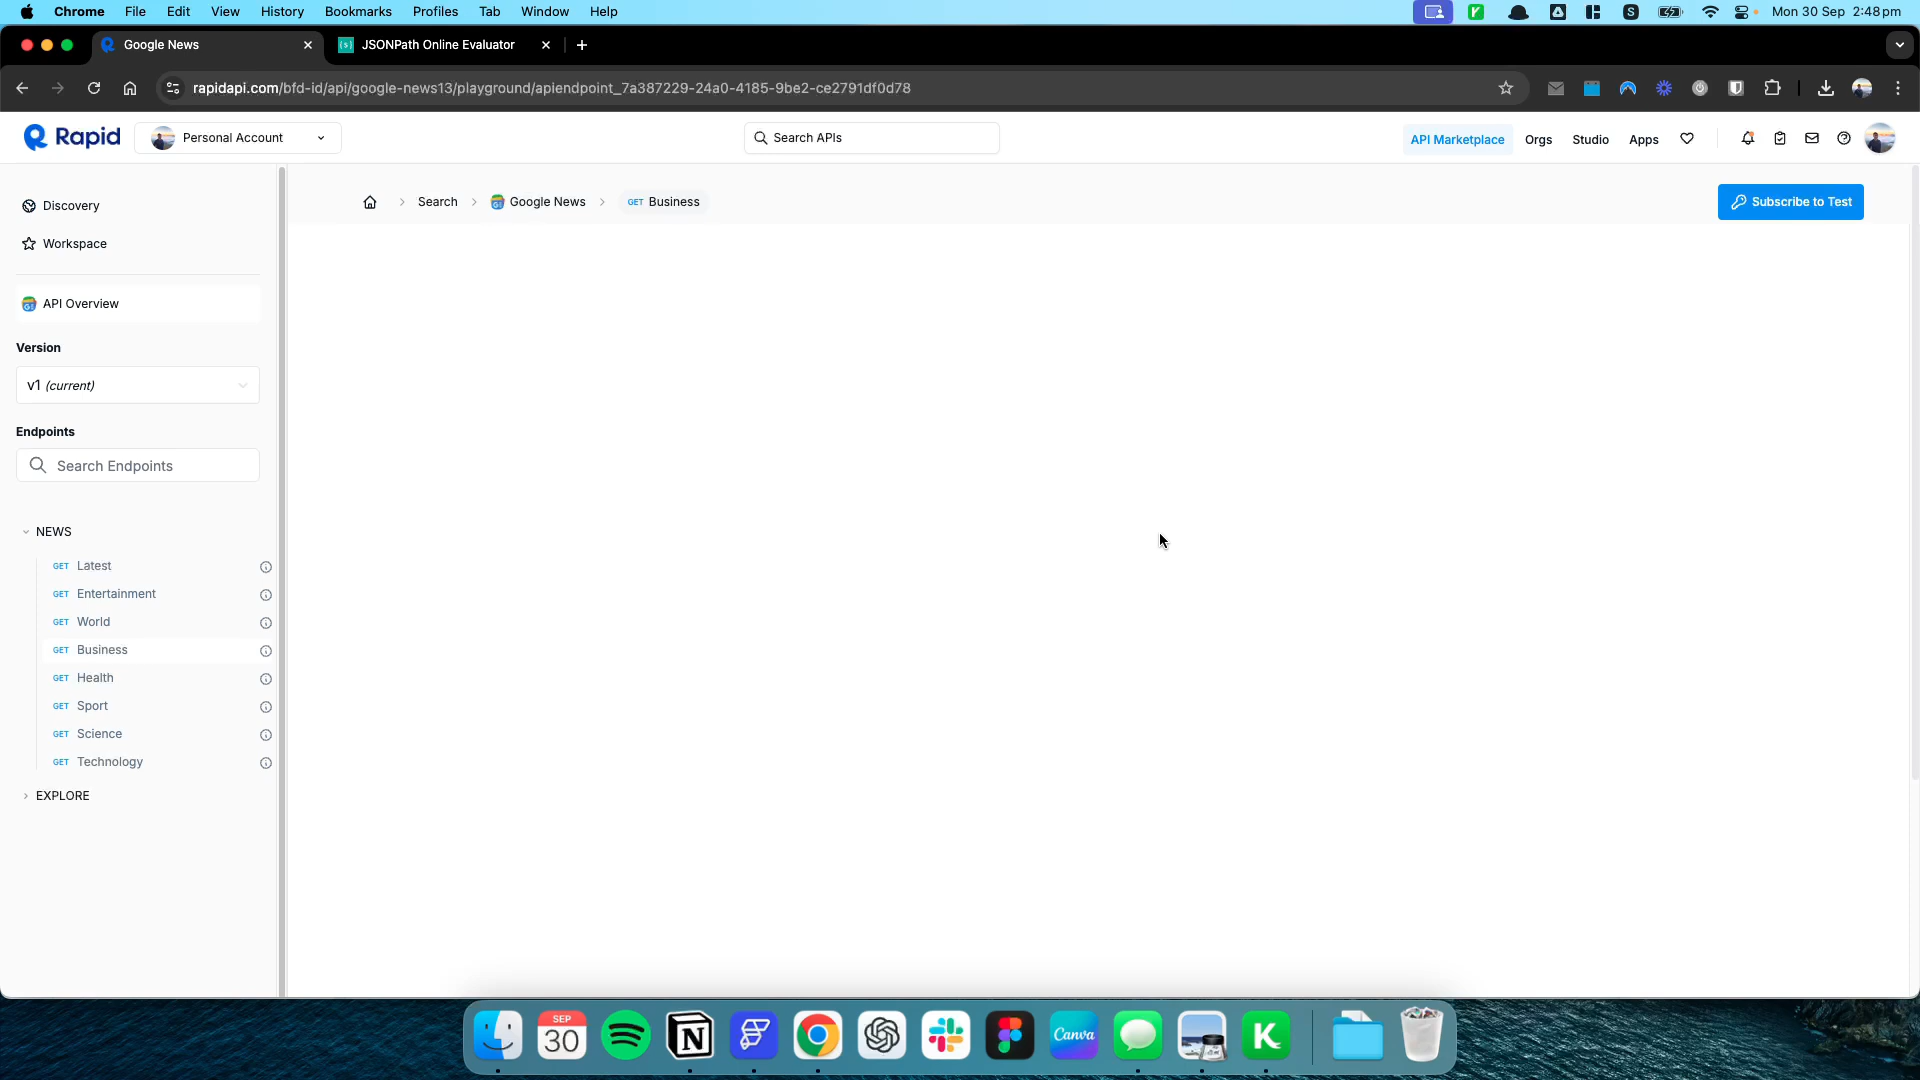 Chrome File Edit View History Bookmarks Profiles Tab Window Help Mon 30 Sep 2:48 pm
Google News JSONPath Online Evaluator
rapidapi.com/bfd-id/api/google-news13/playground/apiendpoint_7a387229-24a0-4185-9be2-ce2791df0d78
Rapid Personal Account Search APIs API Marketplace Orgs Studio Apps
Discovery
Workspace
Search Google News GET Business Subscribe to Test
API Overview
Version
v1 (current)
Endpoints
Search Endpoints
NEWS
GET Latest
GET Entertainment
GET World
GET Business
GET Health
GET Sport
GET Science
GET Technology
EXPLORE
SEP
30
Canva